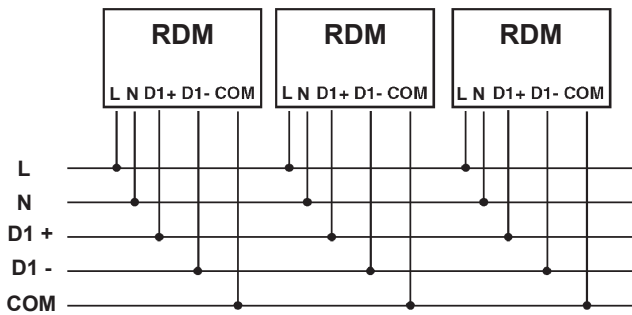 RDM RDM RDM
L N D1+ D1- COM L N D1+ D1- COM L N D1+ D1- COM
L
N
D1 +
D1 -
COM